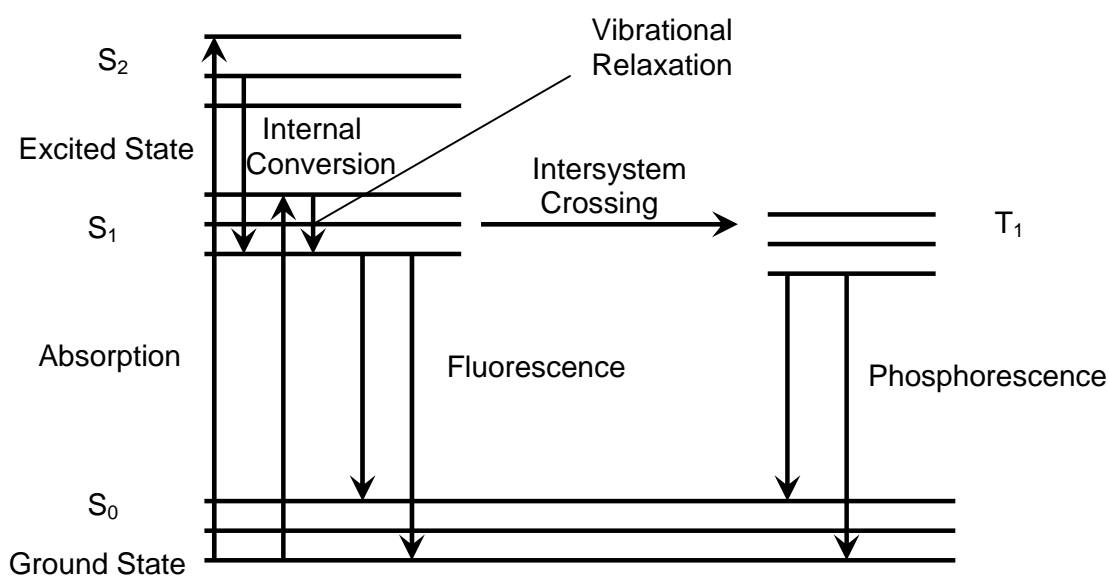 Vibrational
Relaxation
S₂
Internal
Conversion
Excited State
Intersystem
Crossing
S₁
T₁
Absorption
Fluorescence
Phosphorescence
S₀
Ground State